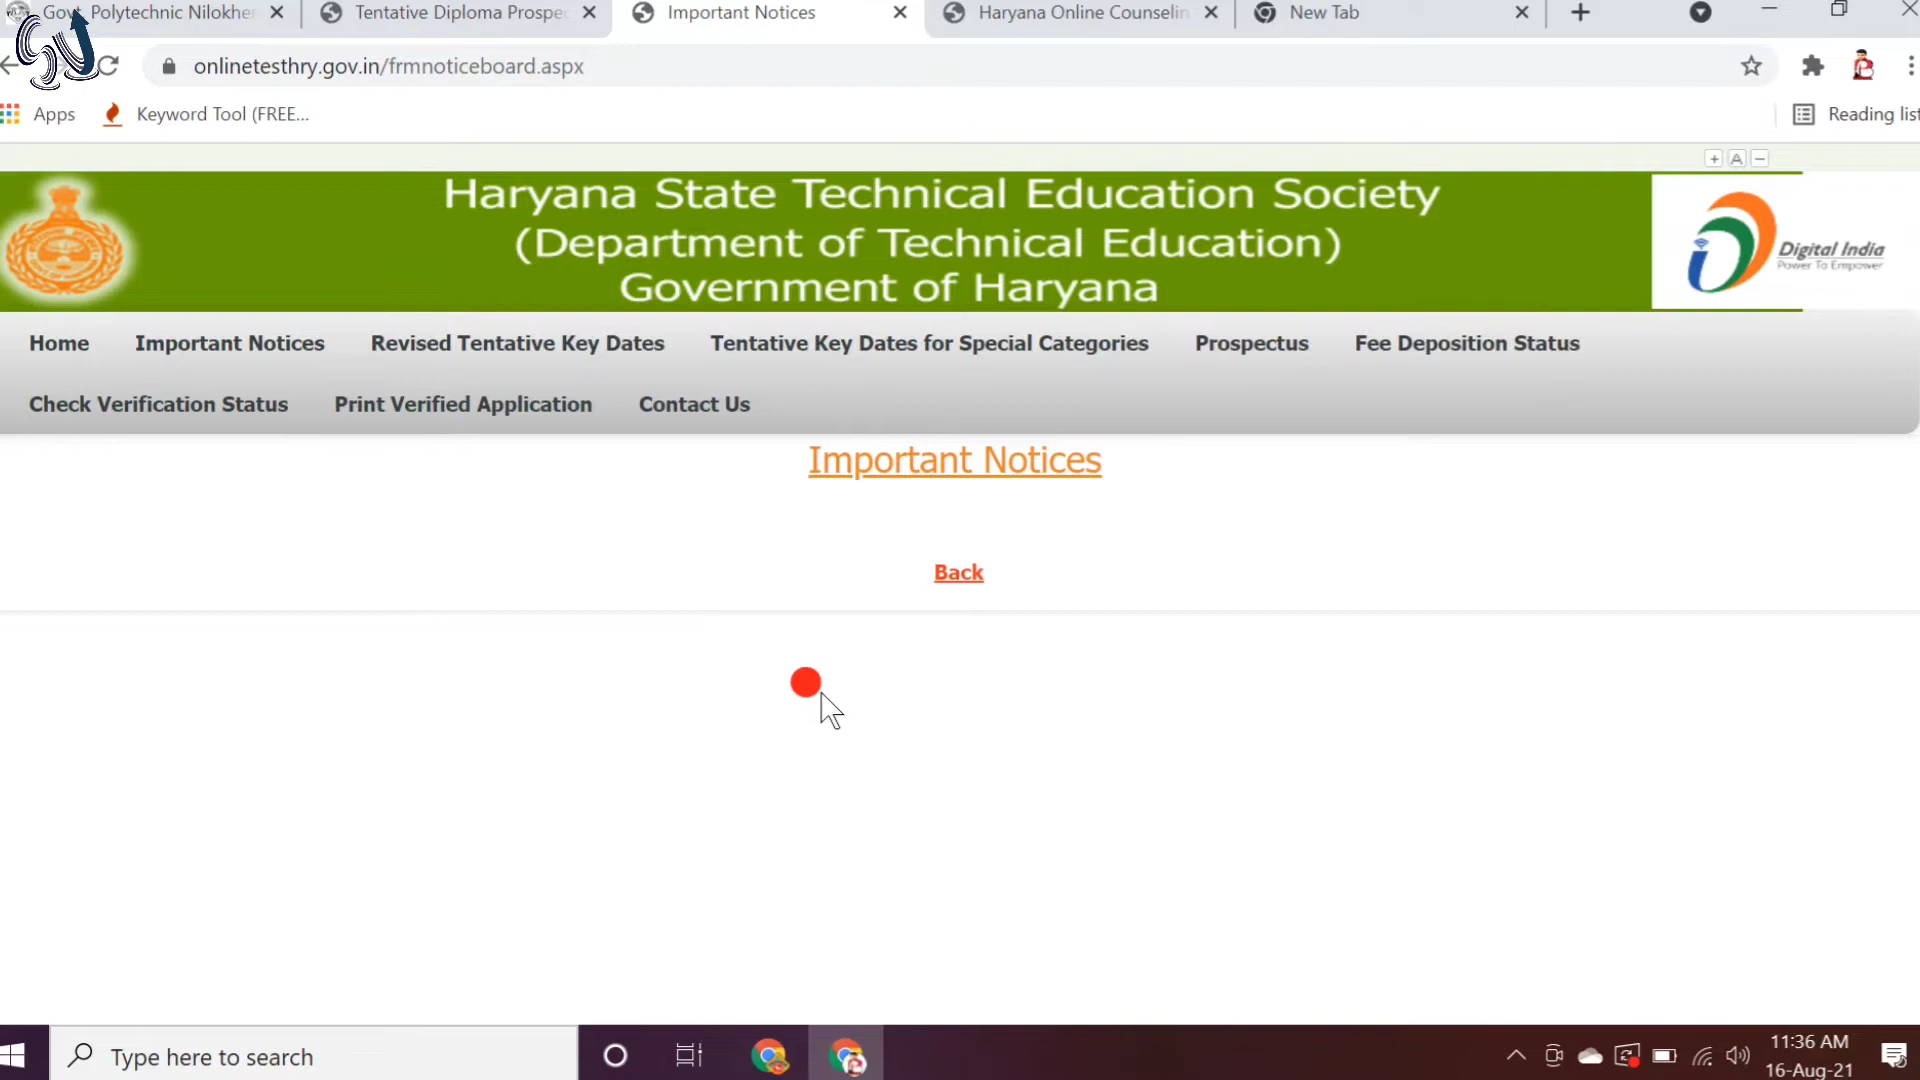 Govt. Polytechnic Nilokher
Tentative Diploma Prospec
Important Notices
Haryana Online Counselin
New Tab
onlinetesthry.gov.in/frmnoticeboard.aspx
Apps
Keyword Tool (FREE...
Reading list
+ A −
Haryana State Technical Education Society
(Department of Technical Education)
Government of Haryana
Digital India
Power To Empower
Home
Important Notices
Revised Tentative Key Dates
Tentative Key Dates for Special Categories
Prospectus
Fee Deposition Status
Check Verification Status
Print Verified Application
Contact Us
Important Notices
Back
Type here to search
11:36 AM
16-Aug-21